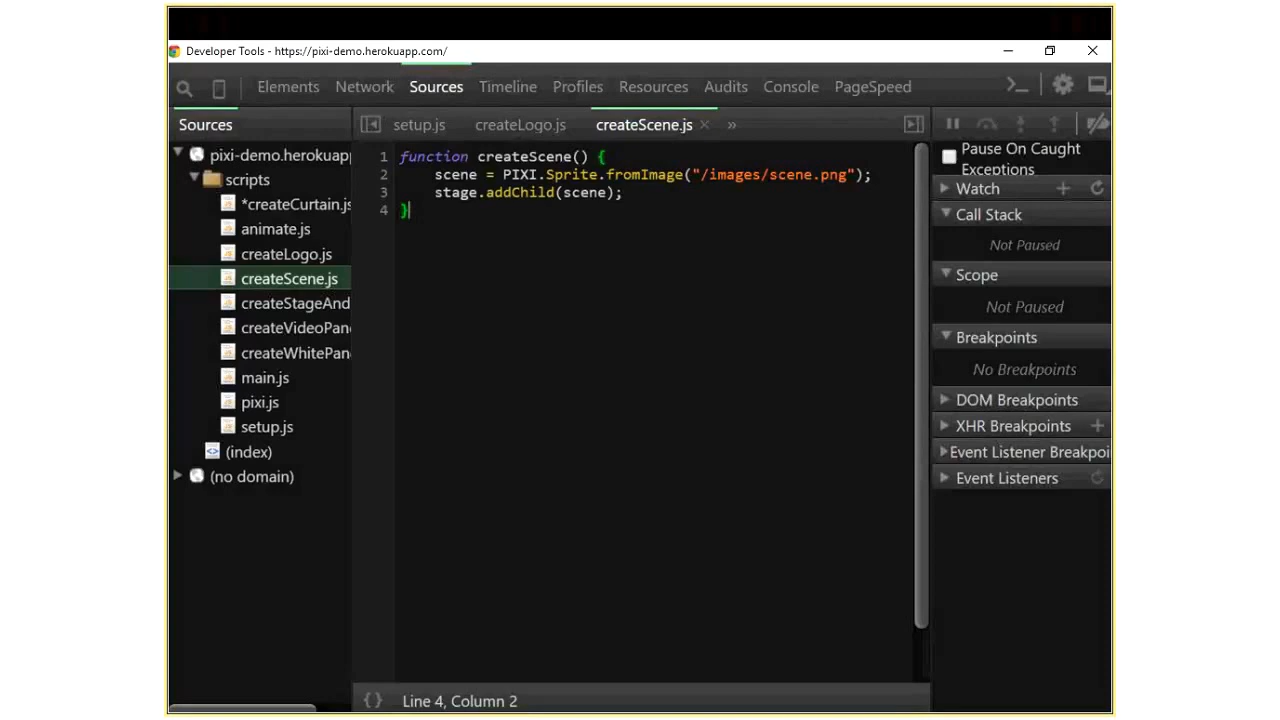 Developer Tools - https://pixi-demo.herokuapp.com/
Elements Network Sources Timeline Profiles Resources Audits Console PageSpeed
Sources
setup.js createLogo.js createScene.js × »
pixi-demo.herokuapp
scripts
*createCurtain.js
animate.js
createLogo.js
createScene.js
createStageAnd
createVideoPan
createWhitePan
main.js
pixi.js
setup.js
(index)
(no domain)
1 function createScene() {
2 scene = PIXI.Sprite.fromImage("/images/scene.png");
3 stage.addChild(scene);
4 }
Pause On Caught
Exceptions
Watch
Call Stack
Not Paused
Scope
Not Paused
Breakpoints
No Breakpoints
DOM Breakpoints
XHR Breakpoints
Event Listener Breakpoi
Event Listeners
{ } Line 4, Column 2